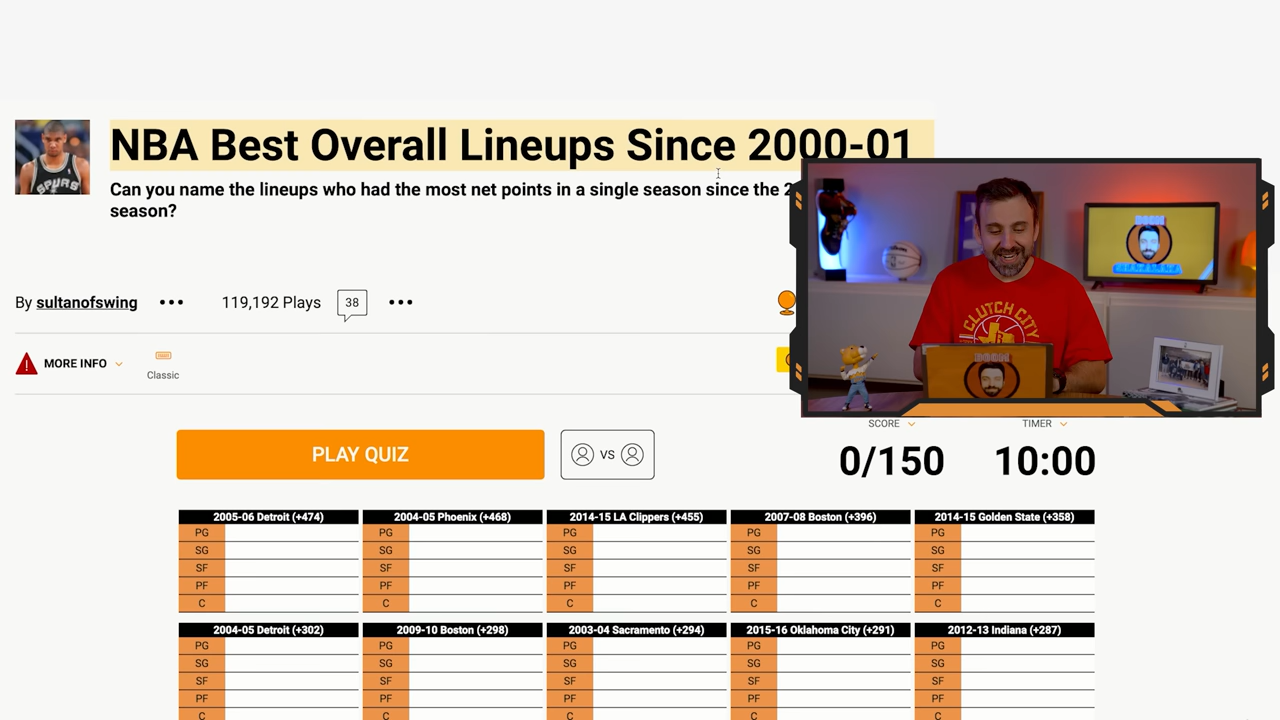 NBA Best Overall Lineups Since 2000-01
Can you name the lineups who had the most net points in a single season since the 2
season?
SPURS
By sultanofswing ••• 119,192 Plays 38 •••
MORE INFO
Classic
CLUTCH CITY
BOOM
BOOM
PLAY QUIZ
VS
SCORE
0/150
TIMER
10:00
2005-06 Detroit (+474)
PG
SG
SF
PF
C
2004-05 Phoenix (+468)
PG
SG
SF
PF
C
2014-15 LA Clippers (+455)
PG
SG
SF
PF
C
2007-08 Boston (+396)
PG
SG
SF
PF
C
2014-15 Golden State (+358)
PG
SG
SF
PF
C
2004-05 Detroit (+302)
PG
SG
SF
PF
C
2009-10 Boston (+298)
PG
SG
SF
PF
C
2003-04 Sacramento (+294)
PG
SG
SF
PF
C
2015-16 Oklahoma City (+291)
PG
SG
SF
PF
C
2012-13 Indiana (+287)
PG
SG
SF
PF
C